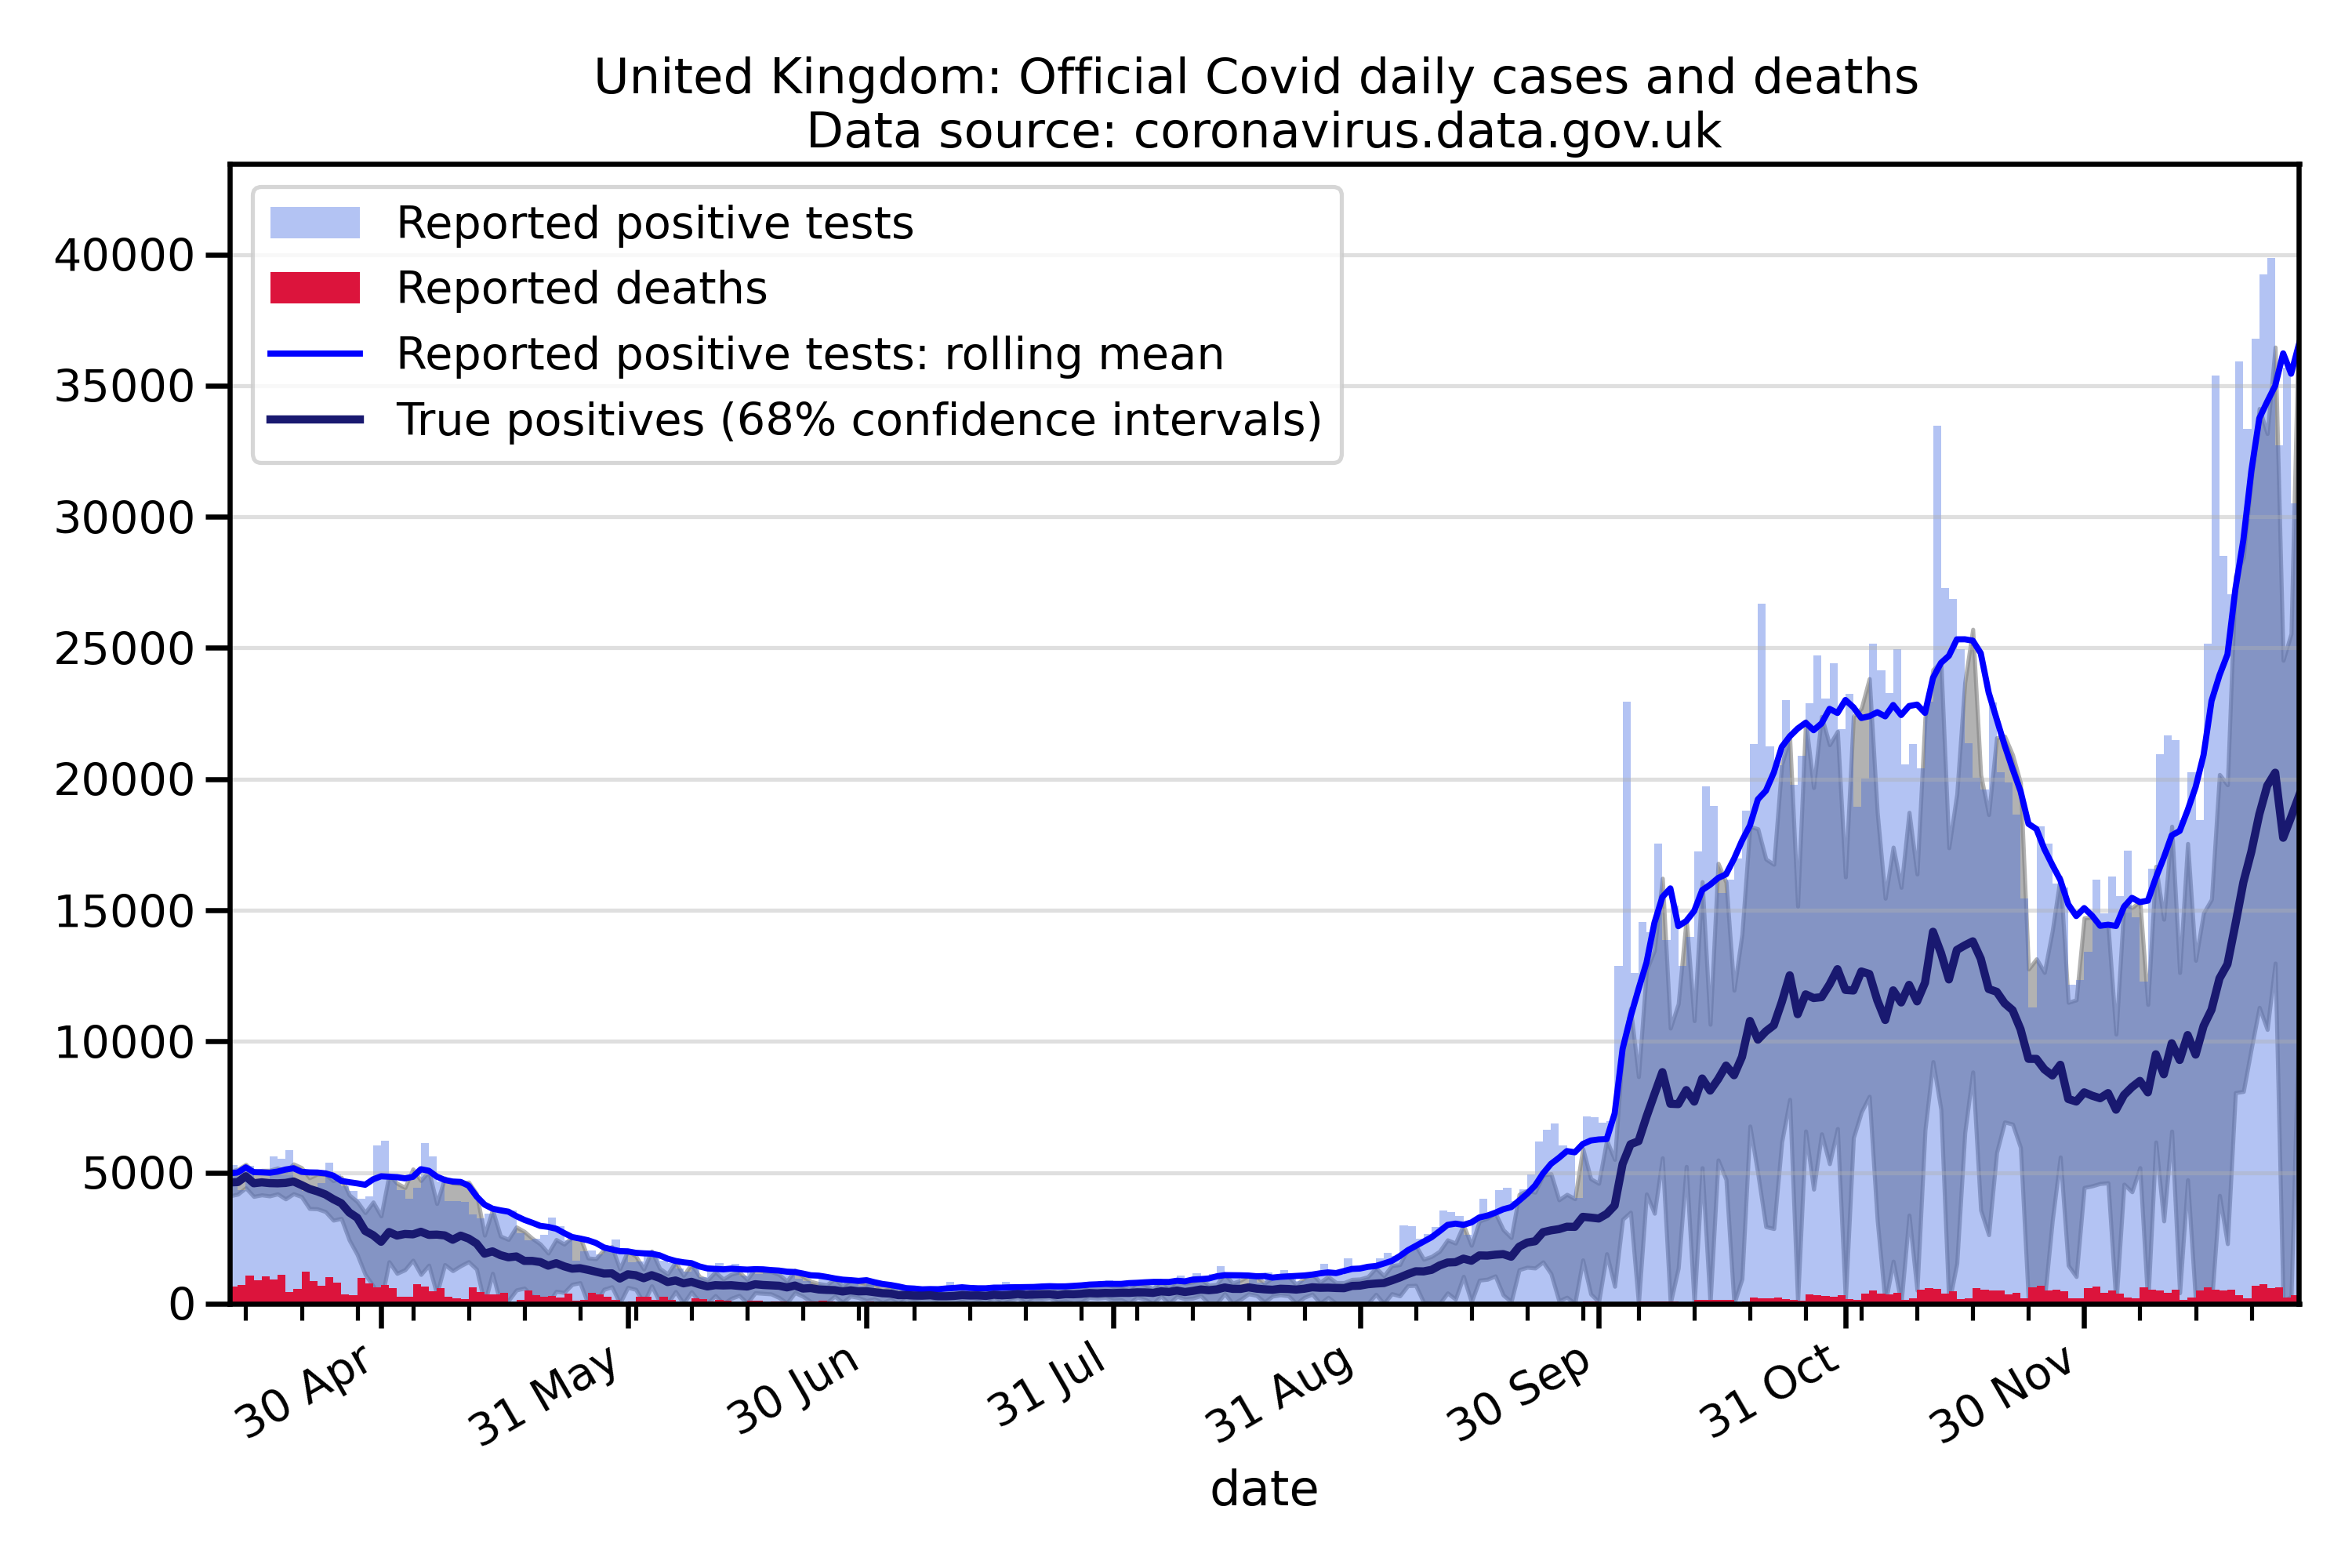 United Kingdom: Official Covid daily cases and deaths
Data source: coronavirus.data.gov.uk
Reported positive tests
Reported deaths
Reported positive tests: rolling mean
True positives (68% confidence intervals)
40000
35000
30000
25000
20000
15000
10000
5000
0
30 Apr
31 May
30 Jun
31 Jul
31 Aug
30 Sep
31 Oct
30 Nov
date